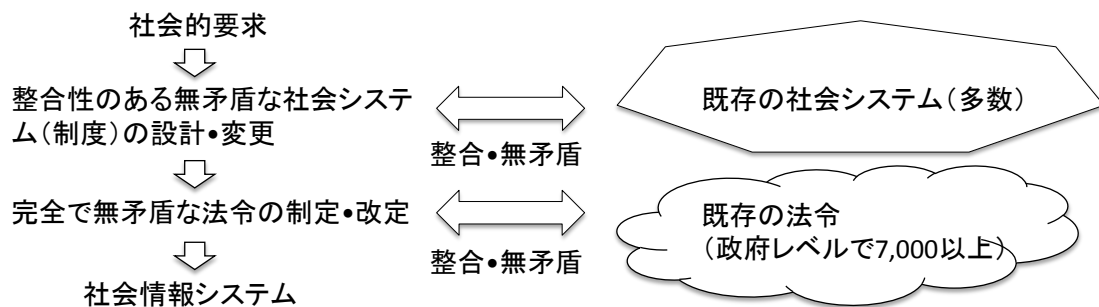 社会的要求
整合性のある無矛盾な社会システ
ム(制度)の設計•変更
整合•無矛盾
既存の社会システム(多数)
完全で無矛盾な法令の制定•改定
整合•無矛盾
既存の法令
(政府レベルで7,000以上)
社会情報システム